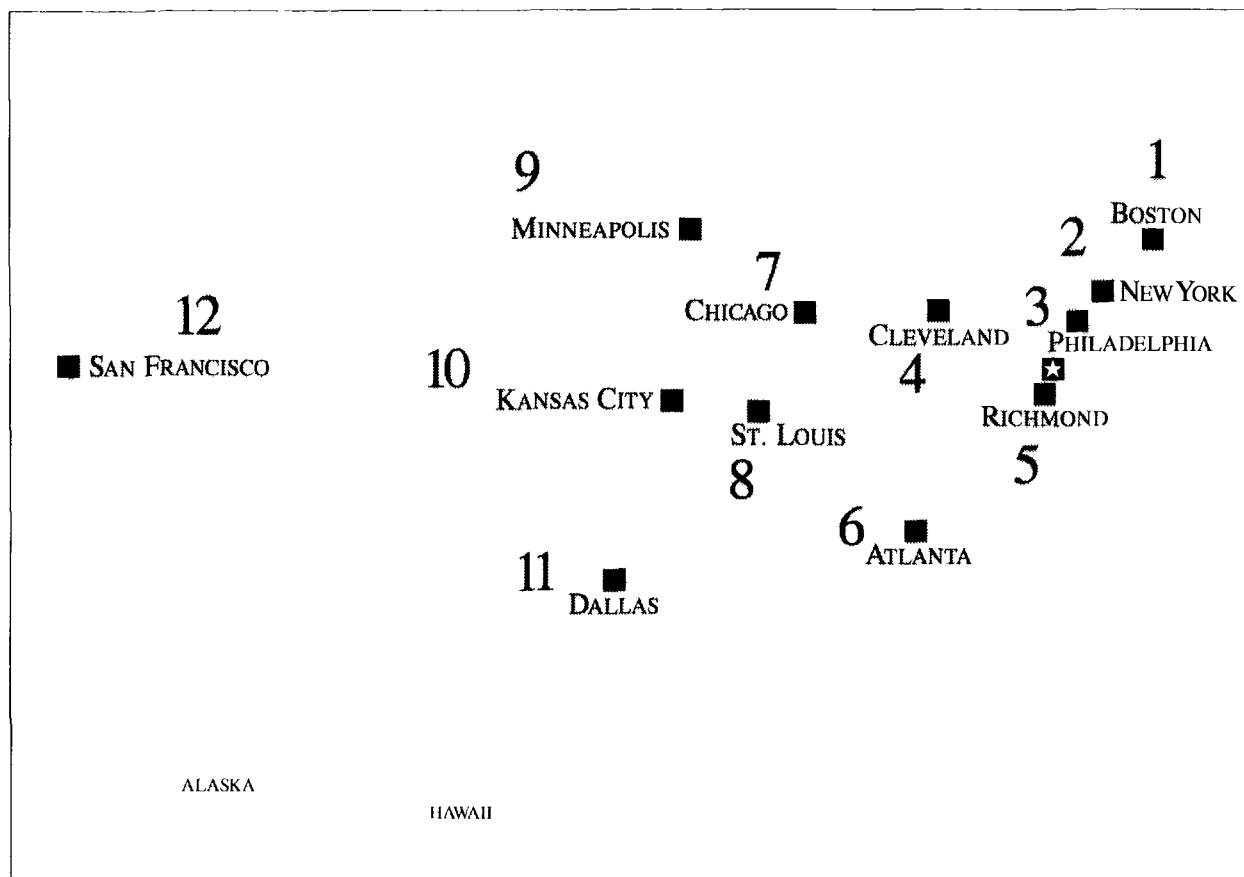 1
BOSTON
9
2
MINNEAPOLIS
7
NEW YORK
3
12
CHICAGO
CLEVELAND
PHILADELPHIA
SAN FRANCISCO
10
4
KANSAS CITY
RICHMOND
ST. LOUIS
5
8
6
ATLANTA
11
DALLAS
ALASKA
HAWAII